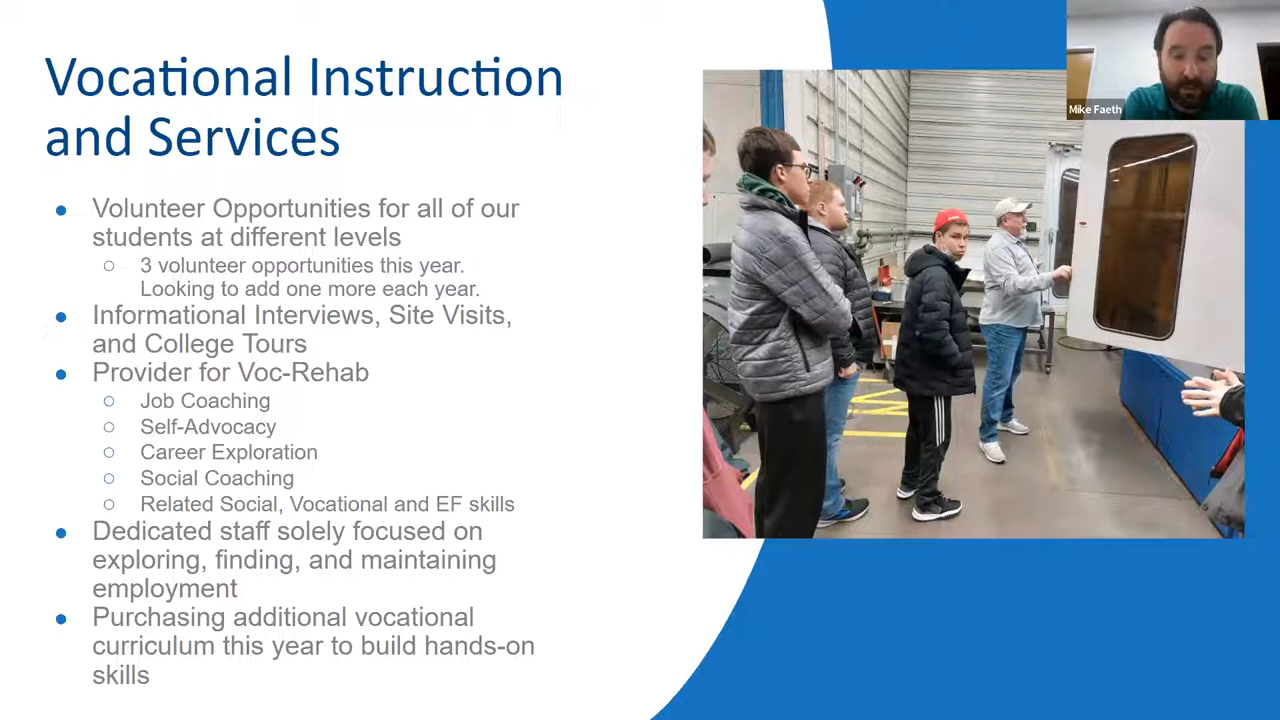 Vocational Instruction
and Services
● Volunteer Opportunities for all of our
students at different levels
○ 3 volunteer opportunities this year.
Looking to add one more each year.
● Informational Interviews, Site Visits,
and College Tours
● Provider for Voc-Rehab
○ Job Coaching
○ Self-Advocacy
○ Career Exploration
○ Social Coaching
○ Related Social, Vocational and EF skills
● Dedicated staff solely focused on
exploring, finding, and maintaining
employment
● Purchasing additional vocational
curriculum this year to build hands-on
skills
Mike Faeth